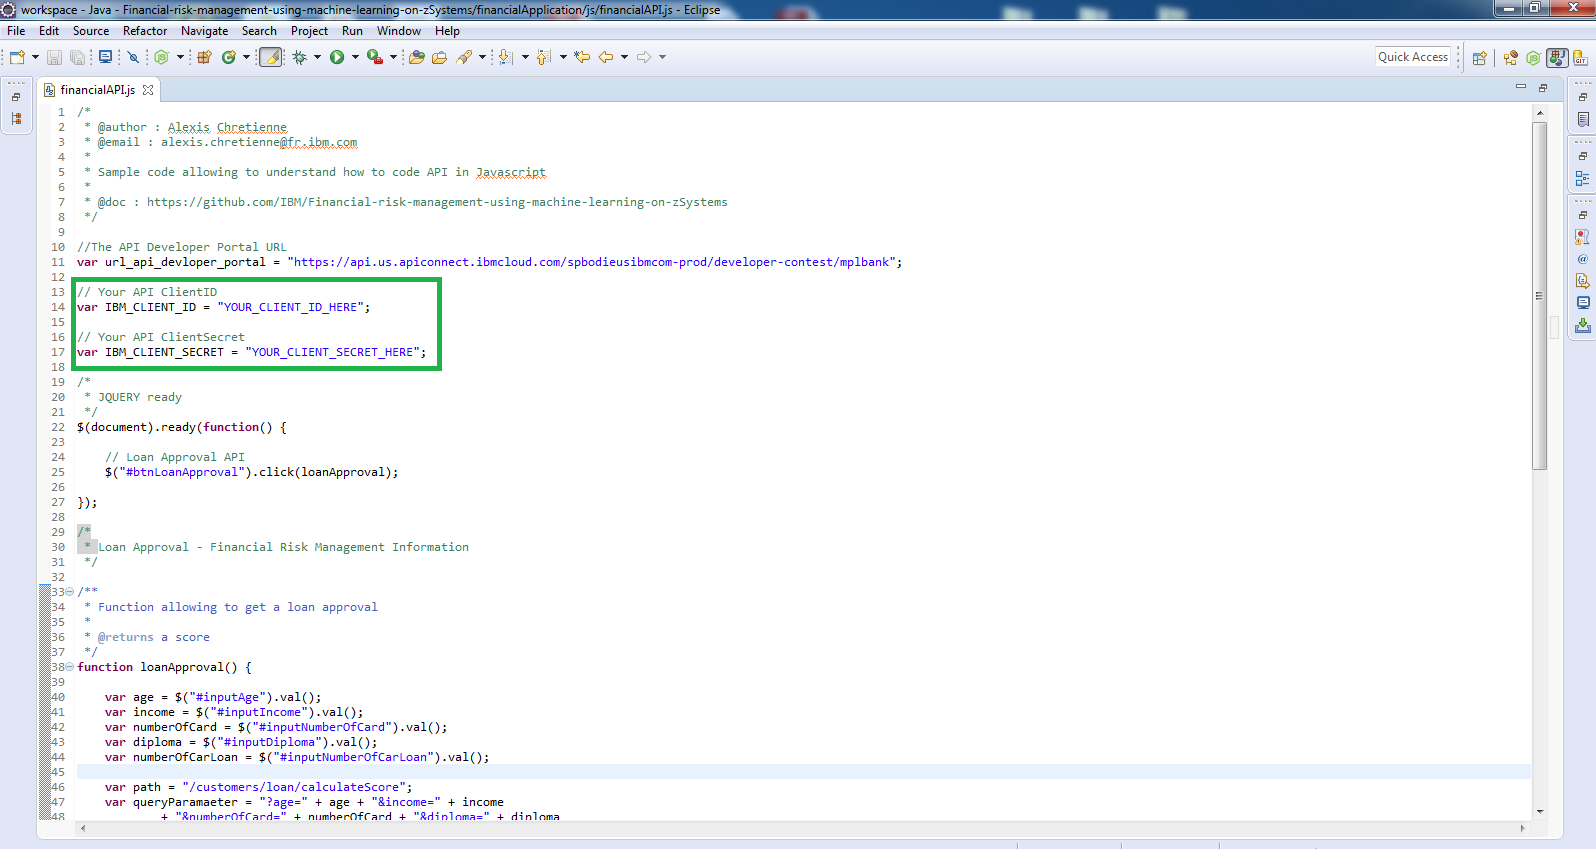 workspace - Java - Financial-risk-management-using-machine-learning-on-zSystems/financialApplication/js/financialAPI.js - Eclipse
File Edit Source Refactor Navigate Search Project Run Window Help
Quick Access
financialAPI.js
1 /*
2  * @author : Alexis Chretienne
3  * @email : alexis.chretienne@fr.ibm.com
4  *
5  * Sample code allowing to understand how to code API in Javascript
6  *
7  * @doc : https://github.com/IBM/Financial-risk-management-using-machine-learning-on-zSystems
8  */
9
10 //The API Developer Portal URL
11 var url_api_devloper_portal = "https://api.us.apiconnect.ibmcloud.com/spbodieusibmcom-prod/developer-contest/mplbank";
12
13 // Your API ClientID
14 var IBM_CLIENT_ID = "YOUR_CLIENT_ID_HERE";
15
16 // Your API ClientSecret
17 var IBM_CLIENT_SECRET = "YOUR_CLIENT_SECRET_HERE";
18
19 /*
20  * JQUERY ready
21  */
22 $(document).ready(function() {
23
24     // Loan Approval API
25     $("#btnLoanApproval").click(loanApproval);
26
27 });
28
29 /*
30  * Loan Approval - Financial Risk Management Information
31  */
32
33 /**
34  * Function allowing to get a loan approval
35  *
36  * @returns a score
37  */
38 function loanApproval() {
39
40     var age = $("#inputAge").val();
41     var income = $("#inputIncome").val();
42     var numberOfCard = $("#inputNumberOfCard").val();
43     var diploma = $("#inputDiploma").val();
44     var numberOfCarLoan = $("#inputNumberOfCarLoan").val();
45
46     var path = "/customers/loan/calculateScore";
47     var queryParamaeter = "?age=" + age + "&income=" + income
48             + "&numberOfCard=" + numberOfCard + "&diploma=" + diploma